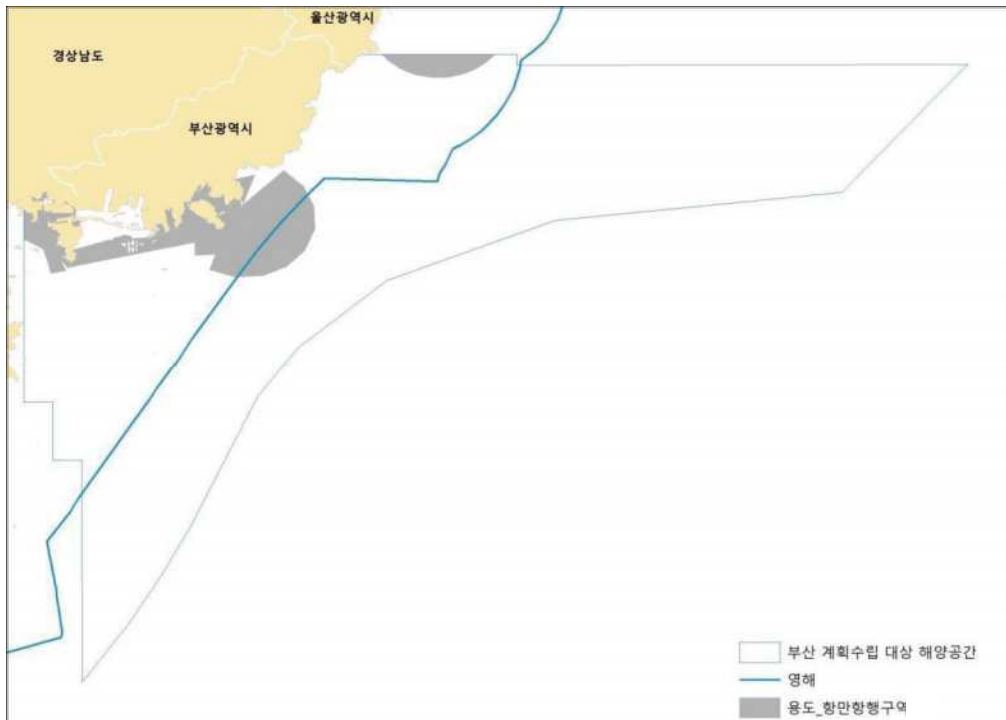 울산광역시
경상남도
부산광역시
부산 계획수립 대상 해양공간
영해
용도_항만항행구역